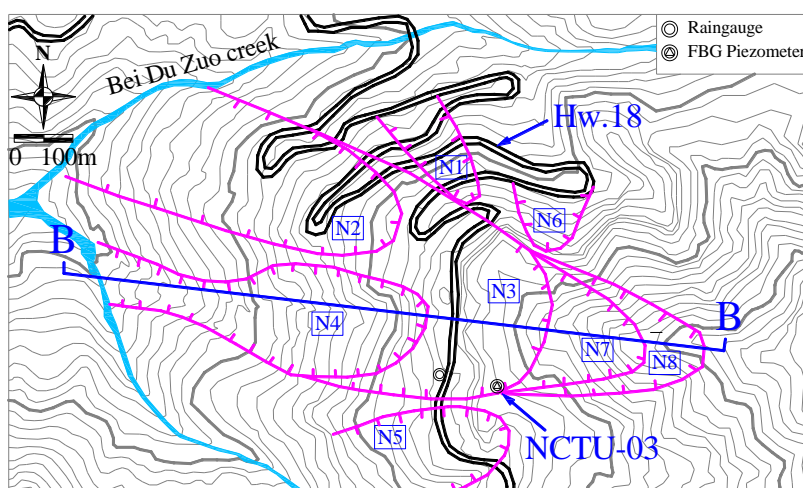 Raingauge
FBG Piezometer
Bei Du Zuo creek
N
0 100m
Hw.18
N1
N2
N6
B
N3
N4
B
N7
N8
N5
NCTU-03